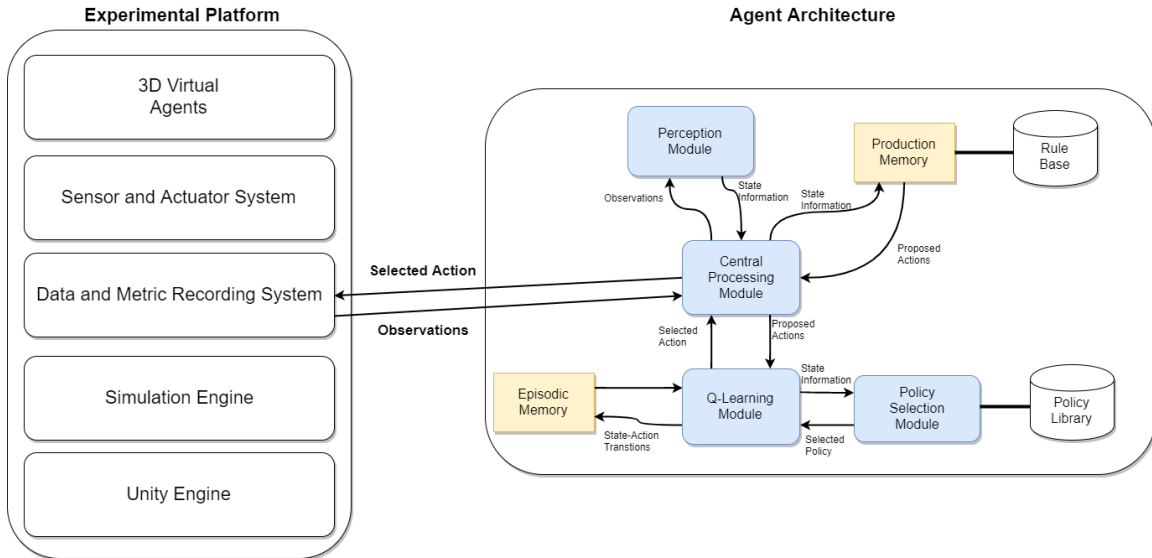 Experimental Platform
3D Virtual
Agents
Sensor and Actuator System
Data and Metric Recording System
Simulation Engine
Unity Engine
Selected Action
Observations
Agent Architecture
Perception
Module
Production
Memory
Rule
Base
Observations
State
Information
State
Information
Proposed
Actions
Central
Processing
Module
Selected
Action
Proposed
Actions
Episodic
Memory
State-Action
Transtions
Q-Learning
Module
State
Information
Selected
Policy
Policy
Selection
Module
Policy
Library